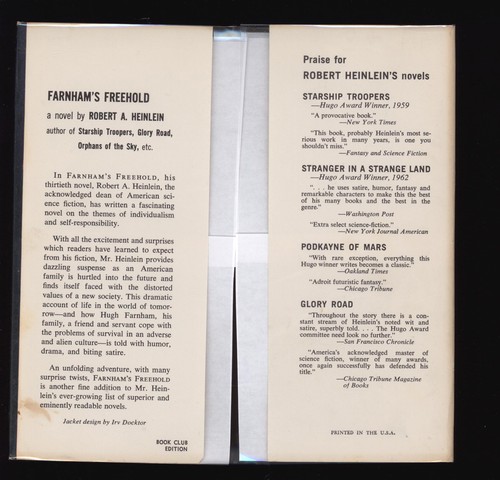 FARNHAM'S FREEHOLD
a novel by ROBERT A. HEINLEIN
author of Starship Troopers, Glory Road,
Orphans of the Sky, etc.
In FARNHAM'S FREEHOLD, his
thirtieth novel, Robert A. Heinlein, the
acknowledged dean of American sci-
ence fiction, has written a fascinating
novel on the themes of individualism
and self-responsibility.
With all the excitement and surprises
which readers have learned to expect
from his fiction, Mr. Heinlein provides
dazzling suspense as an American
family is hurtled into the future and
finds itself faced with the distorted
values of a new society. This dramatic
account of life in the world of tomor-
row—and how Hugh Farnham, his
family, a friend and servant cope with
the problems of survival in an adverse
and alien culture—is told with humor,
drama, and biting satire.
An unfolding adventure, with many
surprise twists, FARNHAM'S FREEHOLD
is another fine addition to Mr. Hein-
lein's ever-growing list of superior and
eminently readable novels.
Jacket design by Irv Docktor
BOOK CLUB
EDITION
Praise for
ROBERT HEINLEIN'S novels
STARSHIP TROOPERS
—Hugo Award Winner, 1959
"A provocative book."
—New York Times
"This book, probably Heinlein's most se-
rious work in many years, is one you
shouldn't miss."
—Fantasy and Science Fiction
STRANGER IN A STRANGE LAND
—Hugo Award Winner, 1962
". . . he uses satire, humor, fantasy and
remarkable characters to make this the best
of his many books and the best in the
genre."
—Washington Post
"Extra select science-fiction."
—New York Journal American
PODKAYNE OF MARS
"With rare exception, everything this
Hugo winner writes becomes a classic."
—Oakland Times
"Adroit futuristic fantasy."
—Chicago Tribune
GLORY ROAD
"Throughout the story there is a con-
stant stream of Heinlein's noted wit and
satire, superbly told. . . . The Hugo Award
committee need look no further."
—San Francisco Chronicle
"America's acknowledged master of
science fiction, winner of many awards,
once again successfully has defended his
title."
—Chicago Tribune Magazine
of Books
PRINTED IN THE U.S.A.